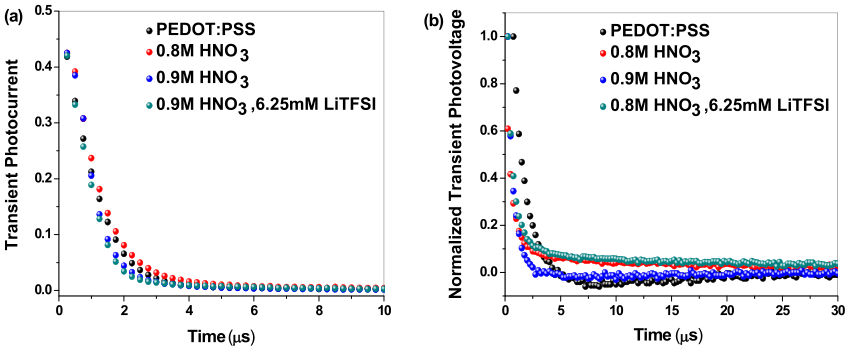 (a)
PEDOT:PSS
0.8M HNO3
0.9M HNO3
0.9M HNO3 ,6.25mM LiTFSI
Transient Photocurrent
0.5
0.4
0.3
0.2
0.1
0.0
0 2 4 6 8 10
Time (μs)
(b)
PEDOT:PSS
0.8M HNO3
0.9M HNO3
0.8M HNO3 ,6.25mM LiTFSI
Normalized Transient Photovoltage
1.0
0.8
0.6
0.4
0.2
0.0
0 5 10 15 20 25 30
Time (μs)